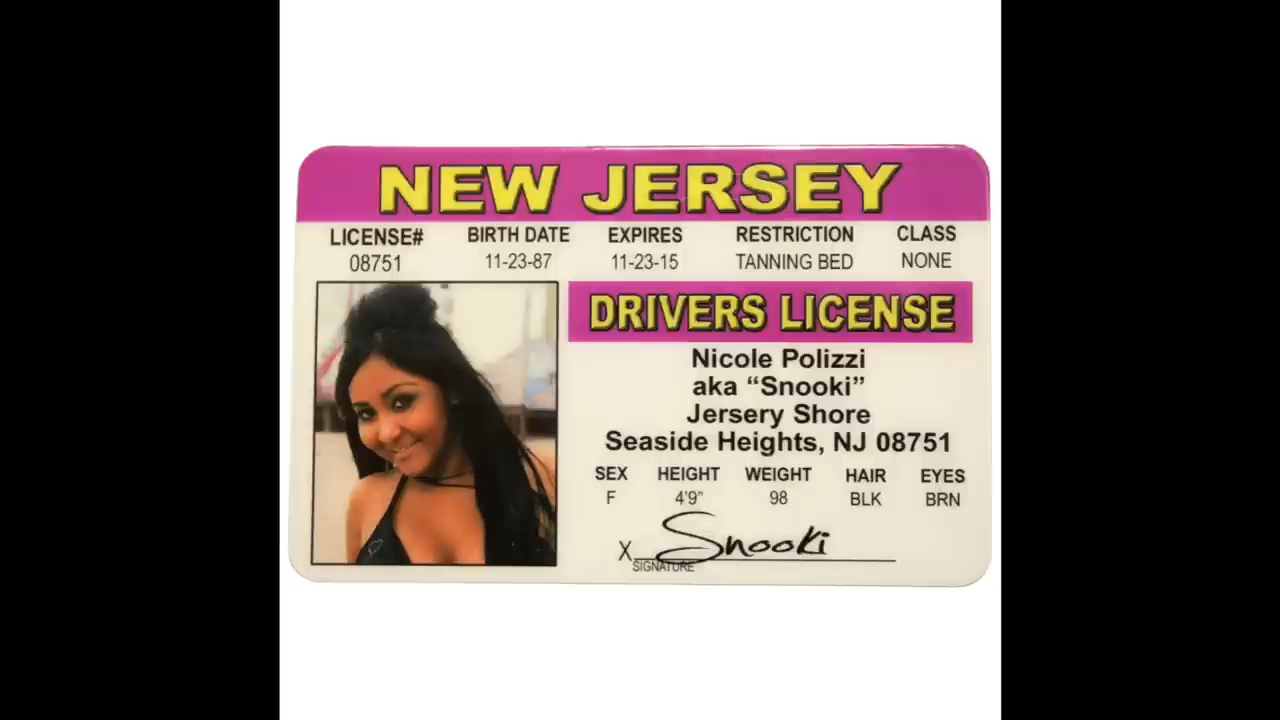 NEW JERSEY
LICENSE# BIRTH DATE EXPIRES RESTRICTION CLASS
08751 11-23-87 11-23-15 TANNING BED NONE
DRIVERS LICENSE
Nicole Polizzi
aka “Snooki”
Jersery Shore
Seaside Heights, NJ 08751
SEX HEIGHT WEIGHT HAIR EYES
F 4'9" 98 BLK BRN
X Snooki
SIGNATURE